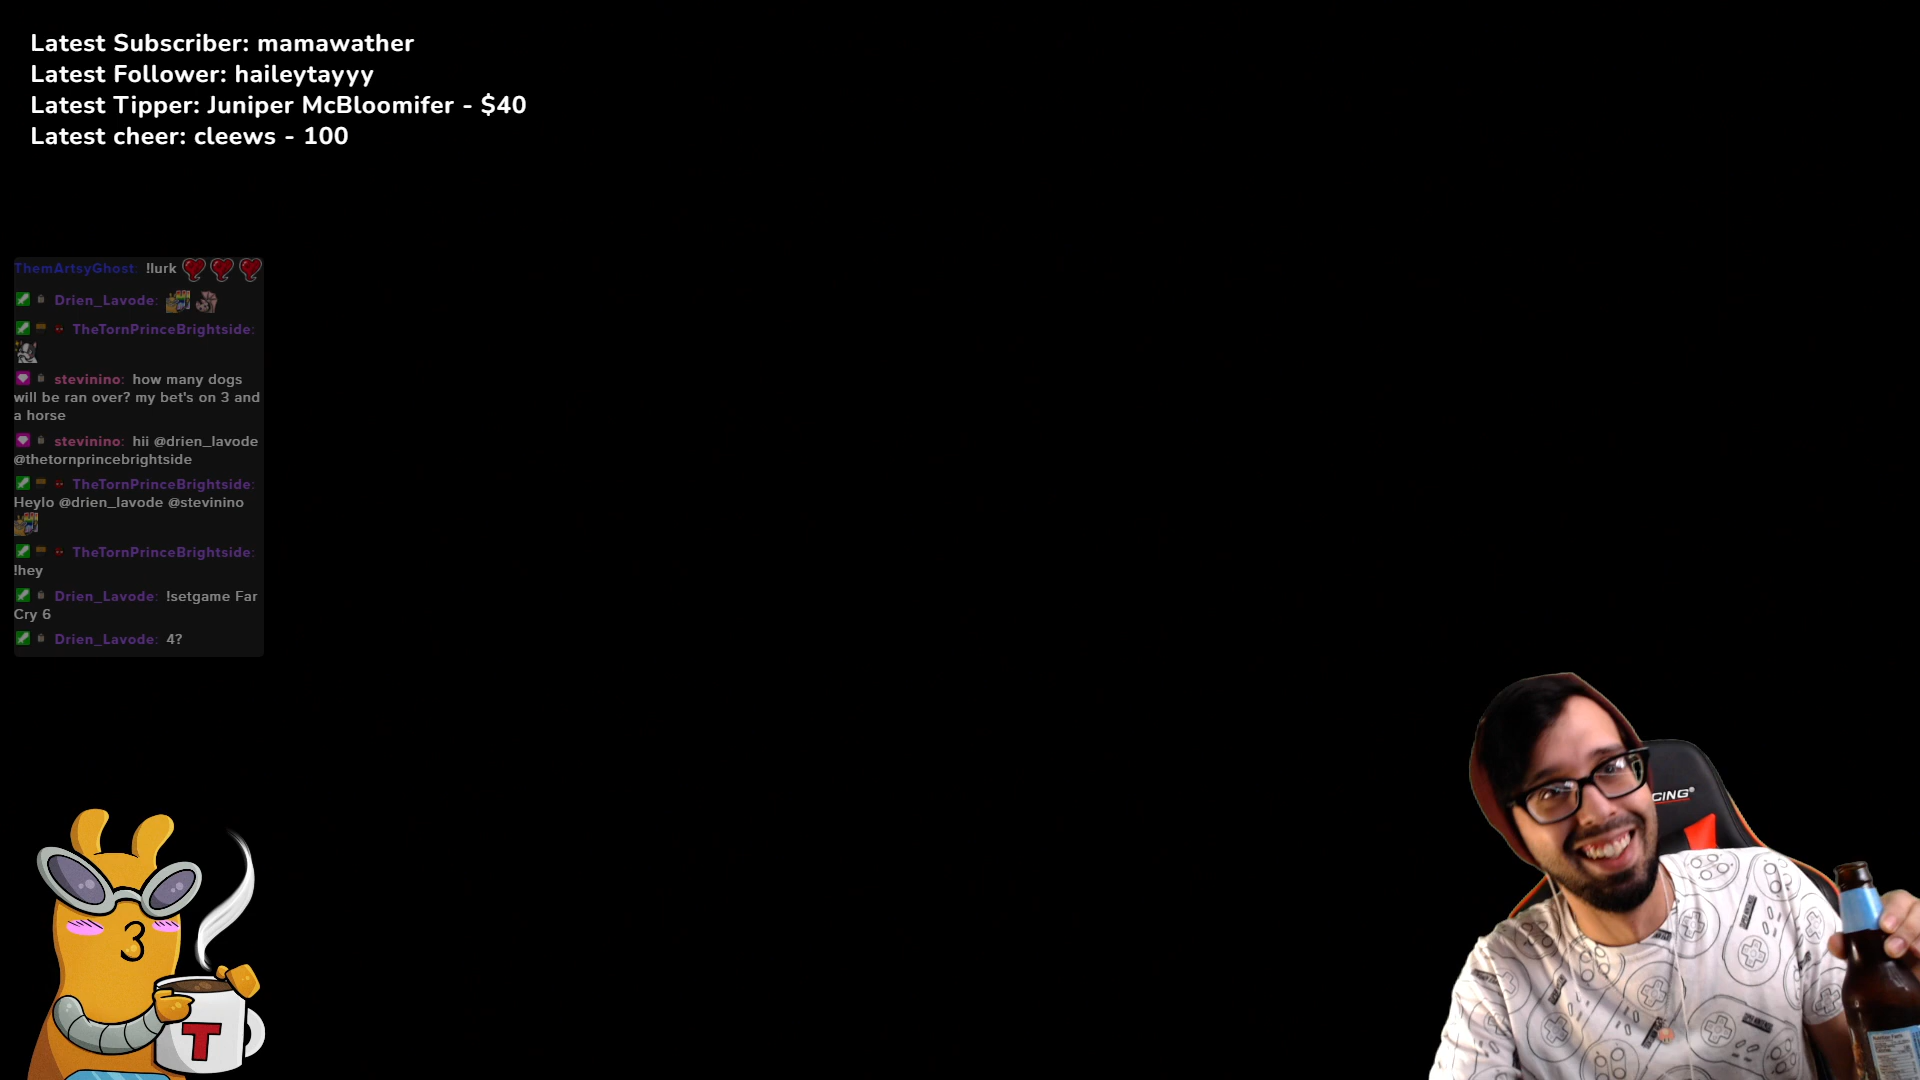 Latest Subscriber: mamawather
Latest Follower: haileytayyy
Latest Tipper: Juniper McBloomifer - $40
Latest cheer: cleews - 100
ThemArtsyGhost: !lurk
Drien_Lavode:
TheTornPrinceBrightside:
stevinino: how many dogs
will be ran over? my bet's on 3 and
a horse
stevinino: hii @drien_lavode
@thetornprincebrightside
TheTornPrinceBrightside:
Heylo @drien_lavode @stevinino
TheTornPrinceBrightside:
!hey
Drien_Lavode: !setgame Far
Cry 6
Drien_Lavode: 4?
CING®
T